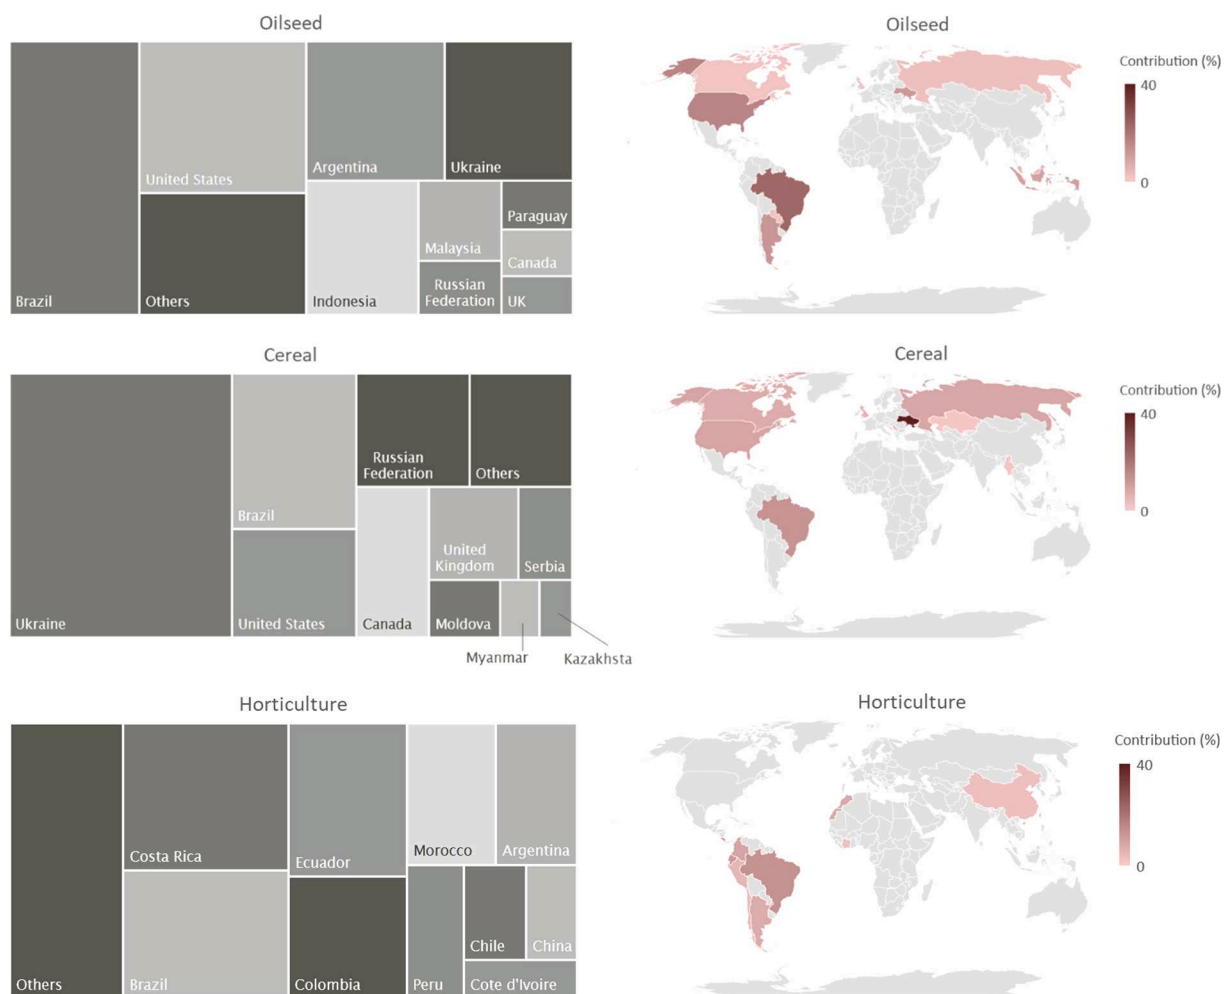 Oilseed
Brazil
United States
Others
Argentina
Ukraine
Indonesia
Malaysia
Russian
Federation
Paraguay
Canada
UK
Oilseed
Contribution (%)
40
0
Cereal
Ukraine
Brazil
United States
Russian
Federation
Others
Canada
United
Kingdom
Serbia
Moldova
Myanmar
Kazakhsta
Cereal
Contribution (%)
40
0
Horticulture
Others
Costa Rica
Brazil
Ecuador
Colombia
Morocco
Argentina
Peru
Chile
China
Cote d'Ivoire
Horticulture
Contribution (%)
40
0